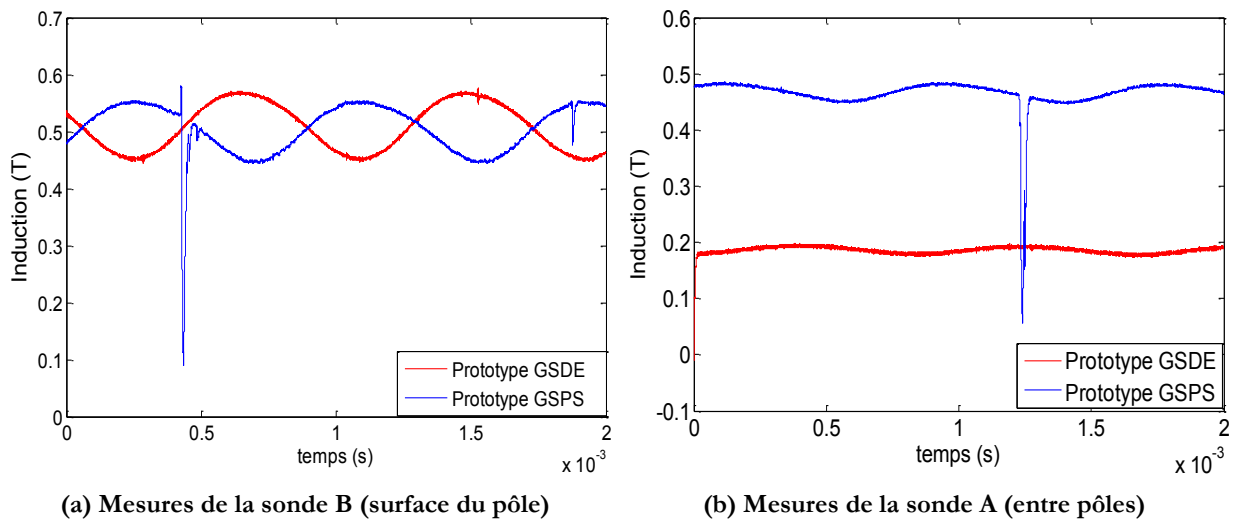 0.7
0.6
0.5
0.4
0.3
0.2
0.1
0
Induction (T)
0
0.5
1
1.5
2
temps (s)
x 10-3
Prototype GSDE
Prototype GSPS
(a) Mesures de la sonde B (surface du pôle)
0.6
0.5
0.4
0.3
0.2
0.1
0
-0.1
Induction (T)
0
0.5
1
1.5
2
temps (s)
x 10-3
Prototype GSDE
Prototype GSPS
(b) Mesures de la sonde A (entre pôles)